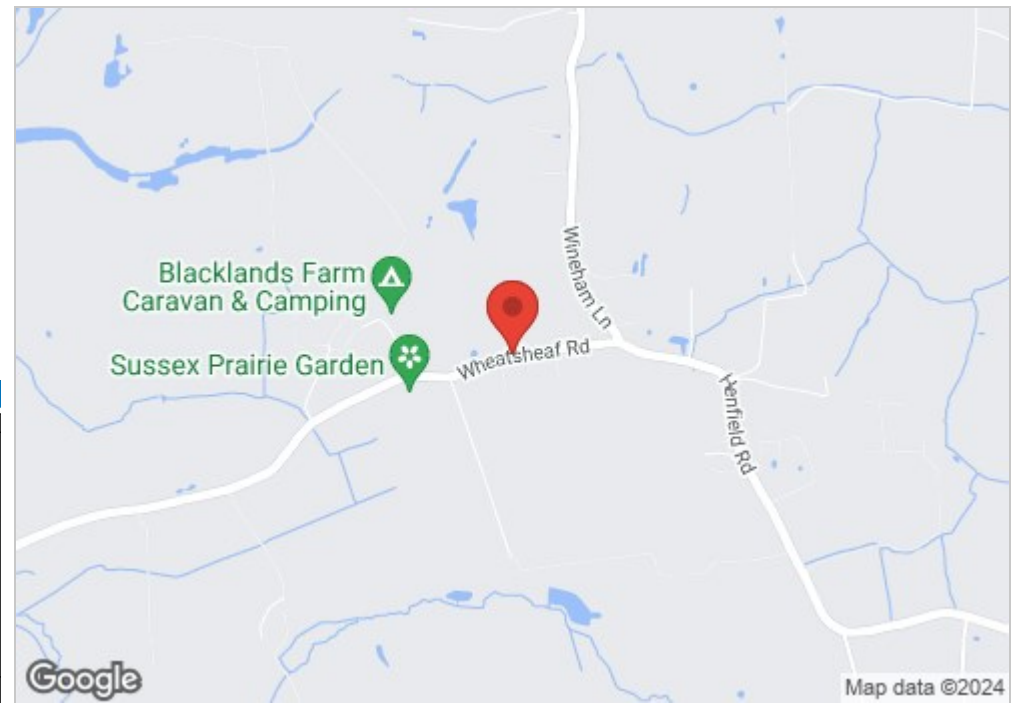 Wineham Ln
Blacklands Farm
Caravan & Camping
Sussex Prairie Garden
Wheatsheaf Rd
Henfield Rd
Google
Map data ©2024